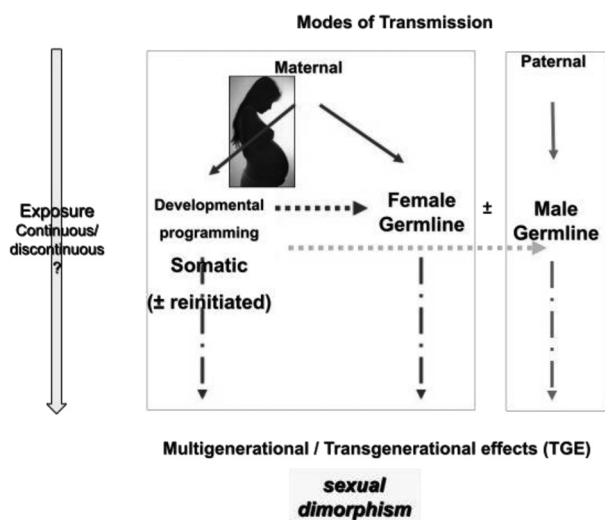 Modes of Transmission
Maternal
Paternal
Exposure
Continuous/
discontinuous
?
Developmental
programming
Somatic
(± reinitiated)
Female
Germline
±
Male
Germline
Multigenerational / Transgenerational effects (TGE)
sexual
dimorphism